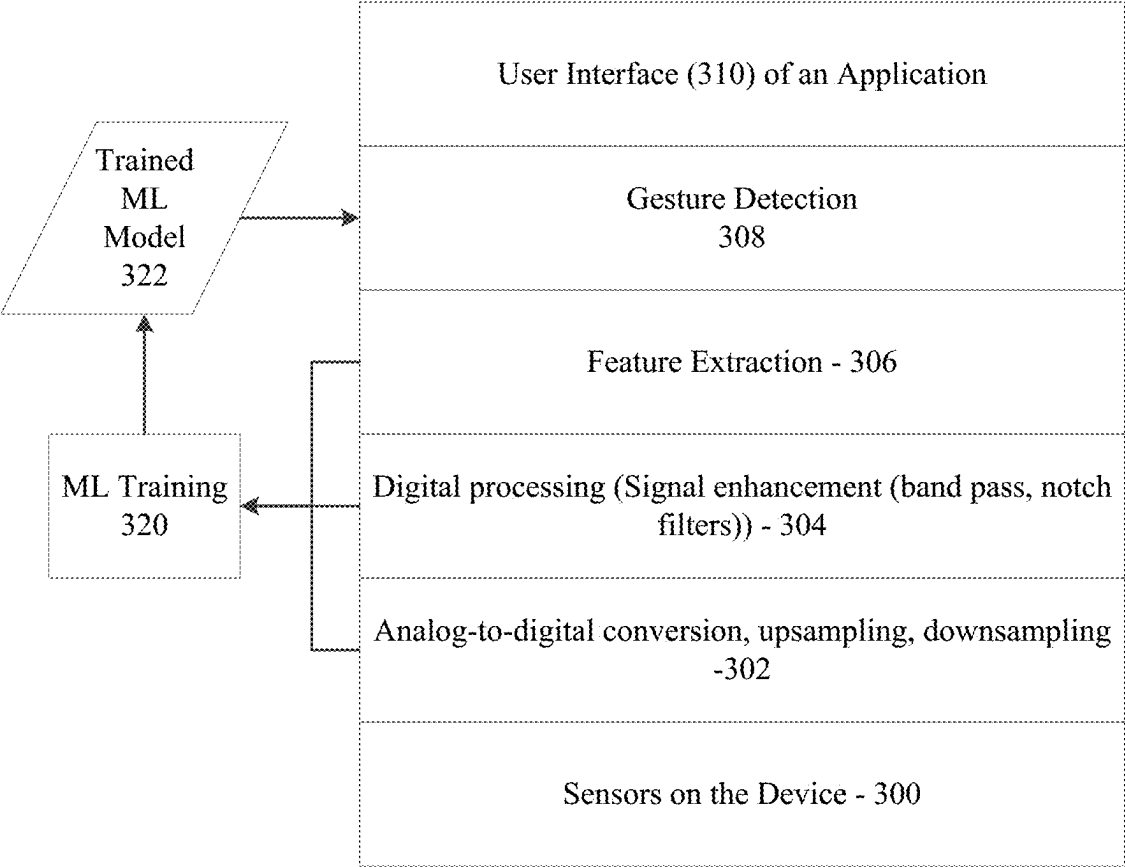 User Interface (310) of an Application
Trained
ML
Model
322
Gesture Detection
308
Feature Extraction - 306
ML Training
320
Digital processing (Signal enhancement (band pass, notch
filters)) - 304
Analog-to-digital conversion, upsampling, downsampling
-302
Sensors on the Device - 300